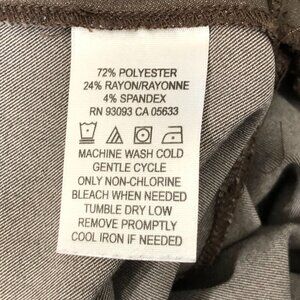 72% POLYESTER
24% RAYON/RAYONNE
4% SPANDEX
RN 93093 CA 05633
MACHINE WASH COLD
GENTLE CYCLE
ONLY NON-CHLORINE
BLEACH WHEN NEEDED
TUMBLE DRY LOW
REMOVE PROMPTLY
COOL IRON IF NEEDED